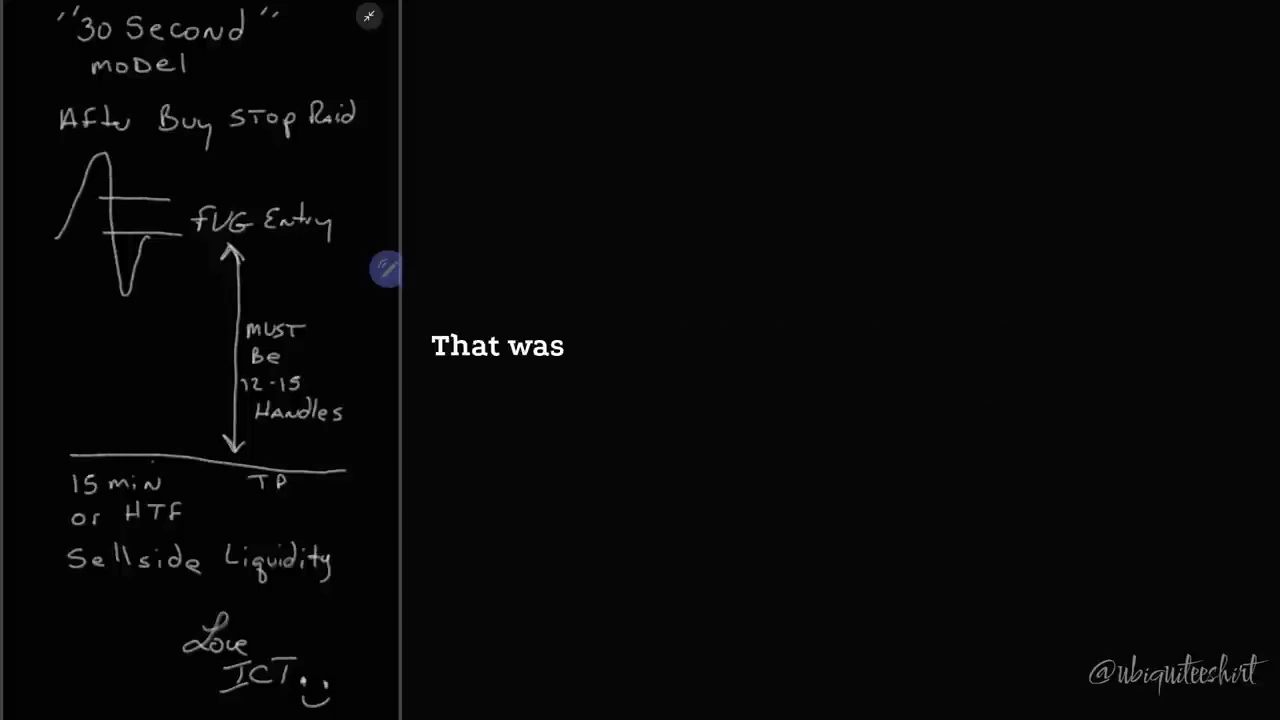 "30 Second"
model
After Buy Stop Raid
FVG Entry
MUST
Be
12-15
Handles
15 min
TP
or HTF
Sellside Liquidity
Love
ICT
That was
@ubiquiteeshirt